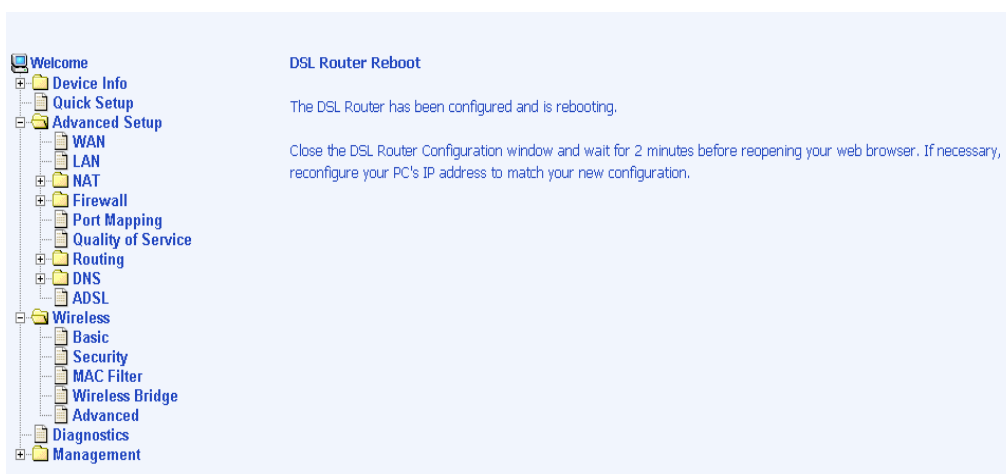 Welcome
Device Info
Quick Setup
Advanced Setup
WAN
LAN
NAT
Firewall
Port Mapping
Quality of Service
Routing
DNS
ADSL
Wireless
Basic
Security
MAC Filter
Wireless Bridge
Advanced
Diagnostics
Management
DSL Router Reboot
The DSL Router has been configured and is rebooting.
Close the DSL Router Configuration window and wait for 2 minutes before reopening your web browser. If necessary,
reconfigure your PC's IP address to match your new configuration.